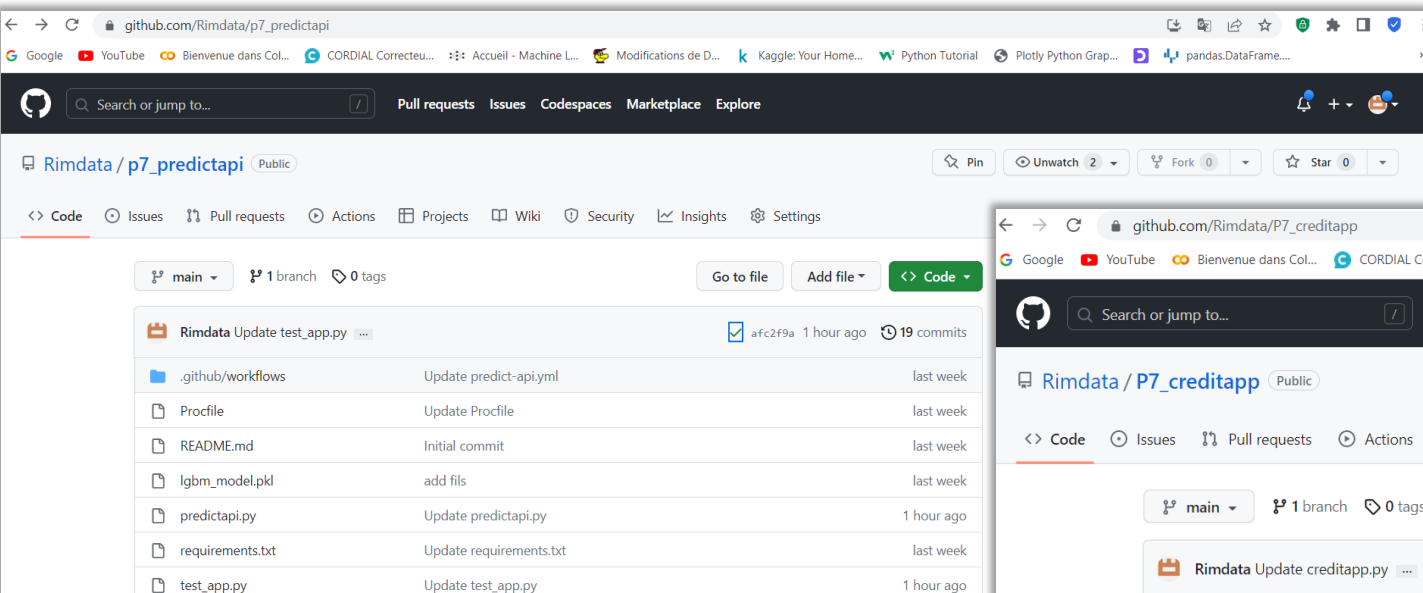 github.com/Rimdata/p7_predictapi
Google YouTube Bienvenue dans Col... CORDIAL Correcteu... Accueil - Machine L... Modifications de D... Kaggle: Your Home... Python Tutorial Plotly Python Grap... pandas.DataFrame....
Search or jump to... / Pull requests Issues Codespaces Marketplace Explore
Rimdata / p7_predictapi Public Pin Unwatch 2 Fork 0 Star 0
Code Issues Pull requests Actions Projects Wiki Security Insights Settings
main 1 branch 0 tags Go to file Add file Code
Rimdata Update test_app.py ... afc2f9a 1 hour ago 19 commits
.github/workflows Update predict-api.yml last week
Procfile Update Procfile last week
README.md Initial commit last week
lgbm_model.pkl add fils last week
predictapi.py Update predictapi.py 1 hour ago
requirements.txt Update requirements.txt last week
test_app.py Update test_app.py 1 hour ago
github.com/Rimdata/P7_creditapp
Google YouTube Bienvenue dans Col... CORDIAL C
Search or jump to... /
Rimdata / P7_creditapp Public
Code Issues Pull requests Actions
main 1 branch 0 tags
Rimdata Update creditapp.py ...